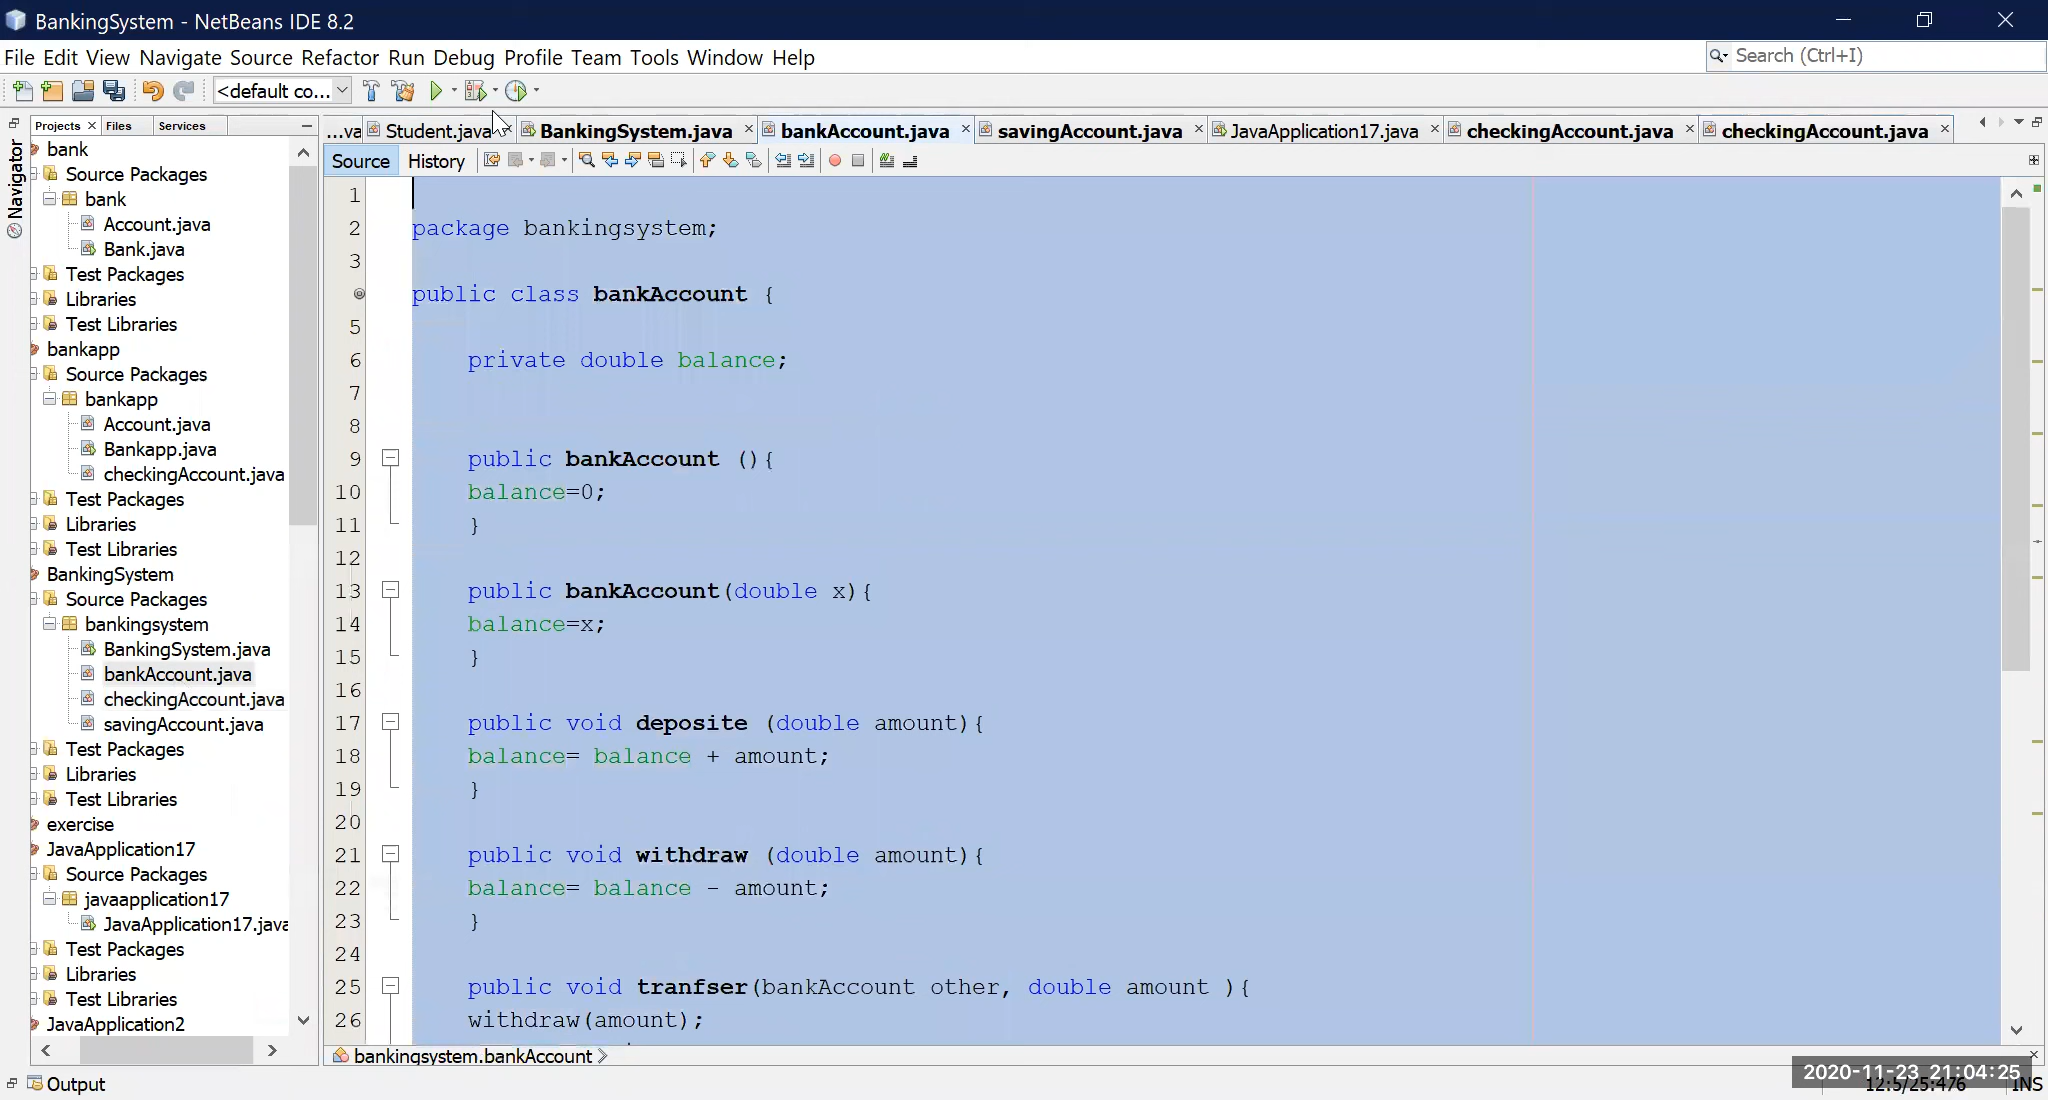 BankingSystem - NetBeans IDE 8.2
File Edit View Navigate Source Refactor Run Debug Profile Team Tools Window Help
Search (Ctrl+I)
<default co...
Projects Files Services
...va Student.java BankingSystem.java bankAccount.java savingAccount.java JavaApplication17.java checkingAccount.java checkingAccount.java
Source History
Navigator
bank
Source Packages
bank
Account.java
Bank.java
Test Packages
Libraries
Test Libraries
bankapp
Source Packages
bankapp
Account.java
Bankapp.java
checkingAccount.java
Test Packages
Libraries
Test Libraries
BankingSystem
Source Packages
bankingsystem
BankingSystem.java
bankAccount.java
checkingAccount.java
savingAccount.java
Test Packages
Libraries
Test Libraries
exercise
JavaApplication17
Source Packages
javaapplication17
JavaApplication17.java
Test Packages
Libraries
Test Libraries
JavaApplication2
1
2 package bankingsystem;
3
public class bankAccount {
5
6 private double balance;
7
8
9 public bankAccount (){
10 balance=0;
11 }
12
13 public bankAccount(double x){
14 balance=x;
15 }
16
17 public void deposite (double amount){
18 balance= balance + amount;
19 }
20
21 public void withdraw (double amount){
22 balance= balance - amount;
23 }
24
25 public void tranfser(bankAccount other, double amount ){
26 withdraw(amount);
bankingsystem.bankAccount
Output
2020-11-23 21:04:25
12:5/25:476 INS